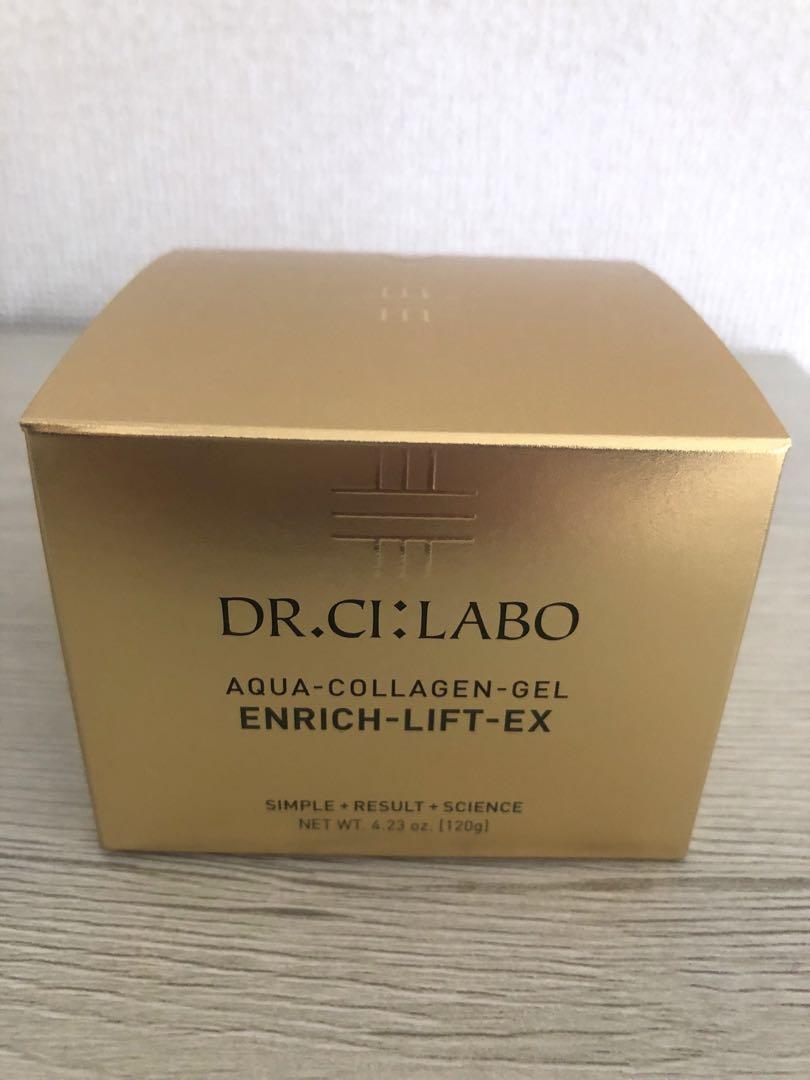 DR.CI:LABO
AQUA-COLLAGEN-GEL
ENRICH-LIFT-EX
SIMPLE + RESULT + SCIENCE
NET WT. 4.23 oz. [120g]